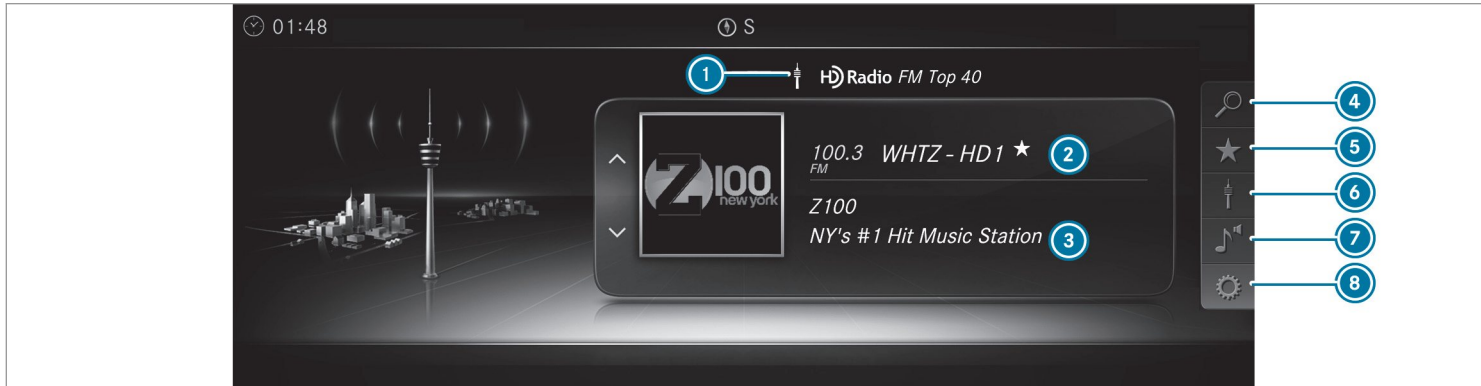 01:48
S
1
HD Radio FM Top 40
4
5
6
7
8
Z100
new york
100.3 WHTZ - HD1 ★ 2
FM
Z100
NY's #1 Hit Music Station 3